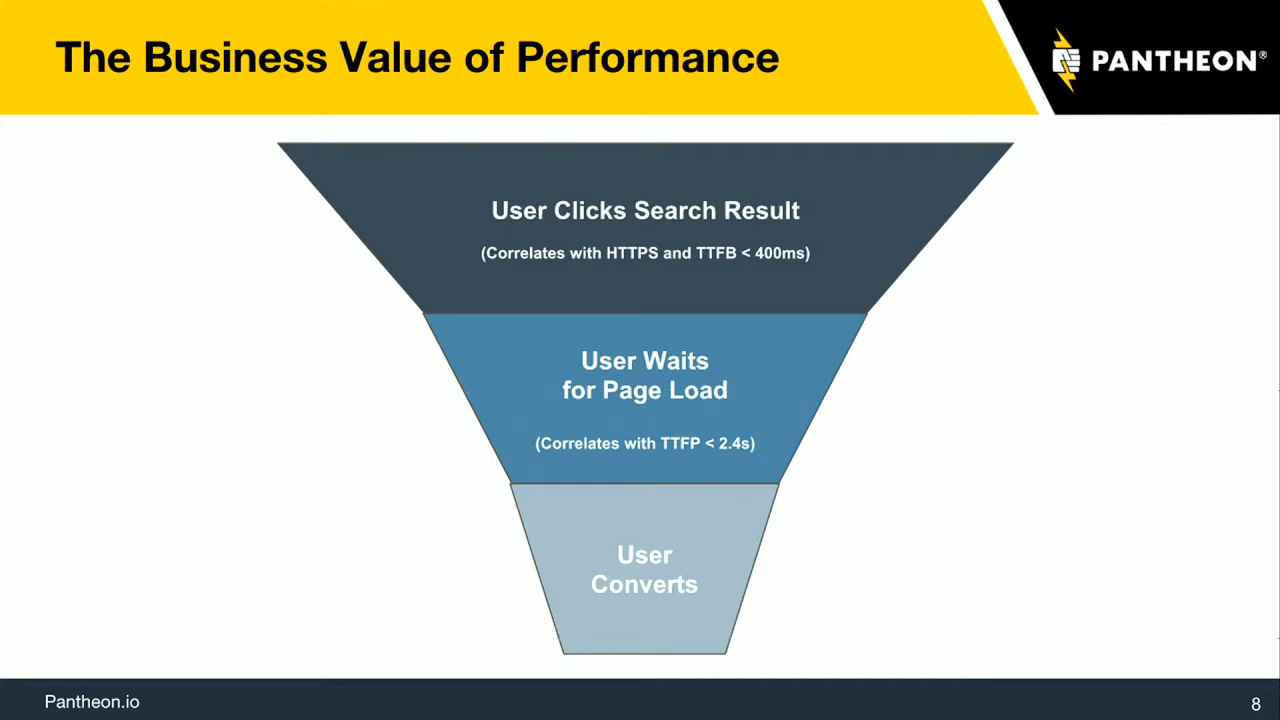 The Business Value of Performance
PANTHEON®
User Clicks Search Result
(Correlates with HTTPS and TTFB < 400ms)
User Waits
for Page Load
(Correlates with TTFP < 2.4s)
User
Converts
Pantheon.io
8